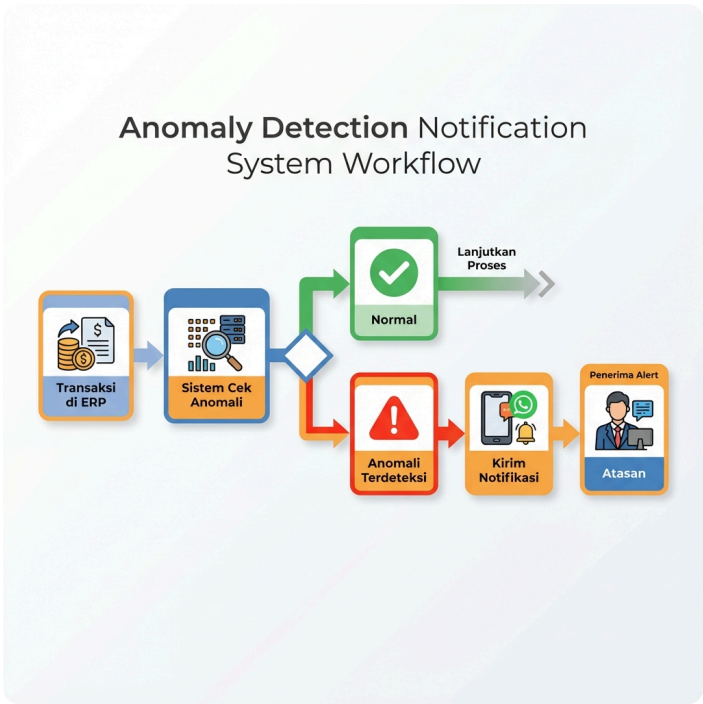 Anomaly Detection Notification
System Workflow
Transaksi
di ERP
$
$
Sistem Cek
Anomali
Normal
Lanjutkan
Proses
Anomali
Terdeteksi
Kirim
Notifikasi
Penerima Alert
Atasan